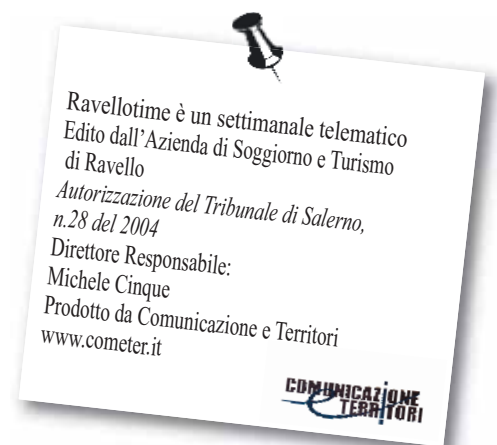 Ravellotime è un settimanale telematico
Edito dall'Azienda di Soggiorno e Turismo
di Ravello
Autorizzazione del Tribunale di Salerno,
n.28 del 2004
Direttore Responsabile:
Michele Cinque
Prodotto da Comunicazione e Territori
www.cometer.it
COMUNICAZIONE
e TERRITORI